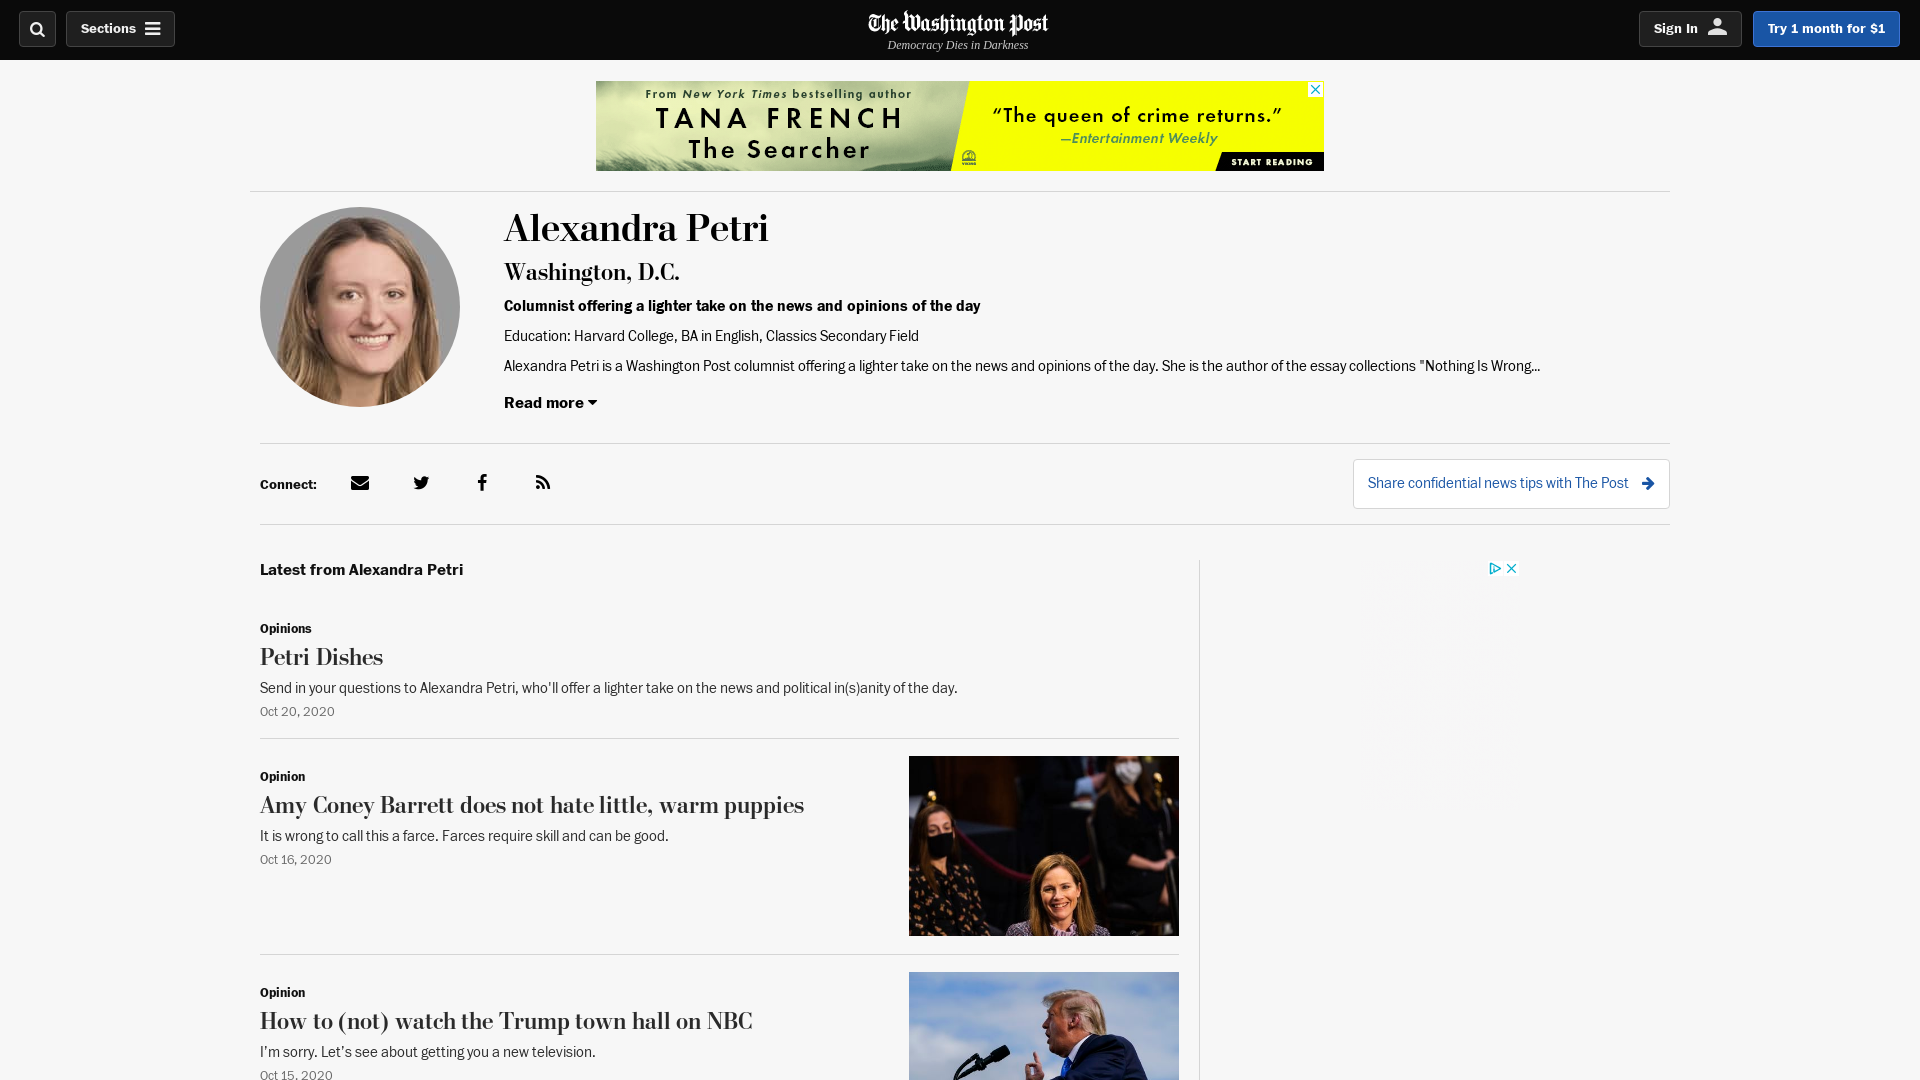 Sections
The Washington Post
Democracy Dies in Darkness
Sign In
Try 1 month for $1
From New York Times bestselling author
TANA FRENCH
The Searcher
“The queen of crime returns.”
—Entertainment Weekly
START READING
Alexandra Petri
Washington, D.C.
Columnist offering a lighter take on the news and opinions of the day
Education: Harvard College, BA in English, Classics Secondary Field
Alexandra Petri is a Washington Post columnist offering a lighter take on the news and opinions of the day. She is the author of the essay collections "Nothing Is Wrong...
Read more
Connect:
Share confidential news tips with The Post
Latest from Alexandra Petri
Opinions
Petri Dishes
Send in your questions to Alexandra Petri, who'll offer a lighter take on the news and political in(s)anity of the day.
Oct 20, 2020
Opinion
Amy Coney Barrett does not hate little, warm puppies
It is wrong to call this a farce. Farces require skill and can be good.
Oct 16, 2020
Opinion
How to (not) watch the Trump town hall on NBC
I’m sorry. Let’s see about getting you a new television.
Oct 15, 2020